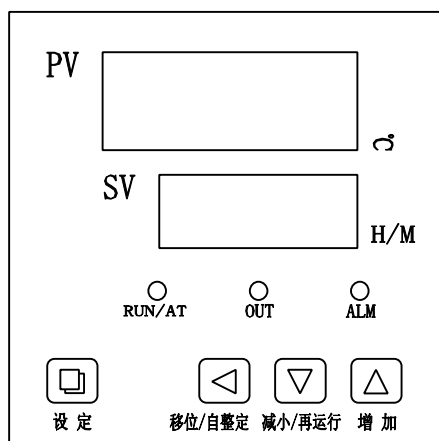 PV
℃
SV
H/M
RUN/AT OUT ALM
设 定 移位/自整定 减小/再运行 增 加